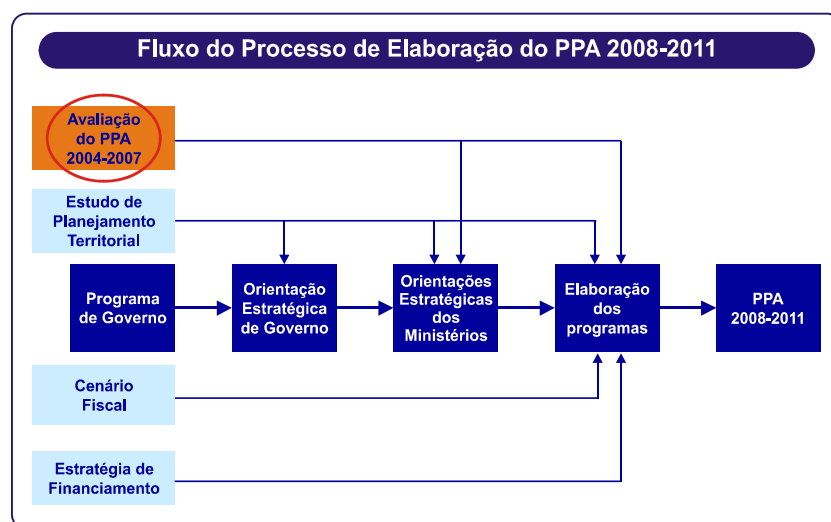 Fluxo do Processo de Elaboração do PPA 2008-2011
Avaliação
do PPA
2004-2007
Estudo de
Planejamento
Territorial
Programa
de Governo
Orientação
Estratégica
de Governo
Orientações
Estratégicas
dos
Ministérios
Elaboração
dos
programas
PPA
2008-2011
Cenário
Fiscal
Estratégia de
Financiamento